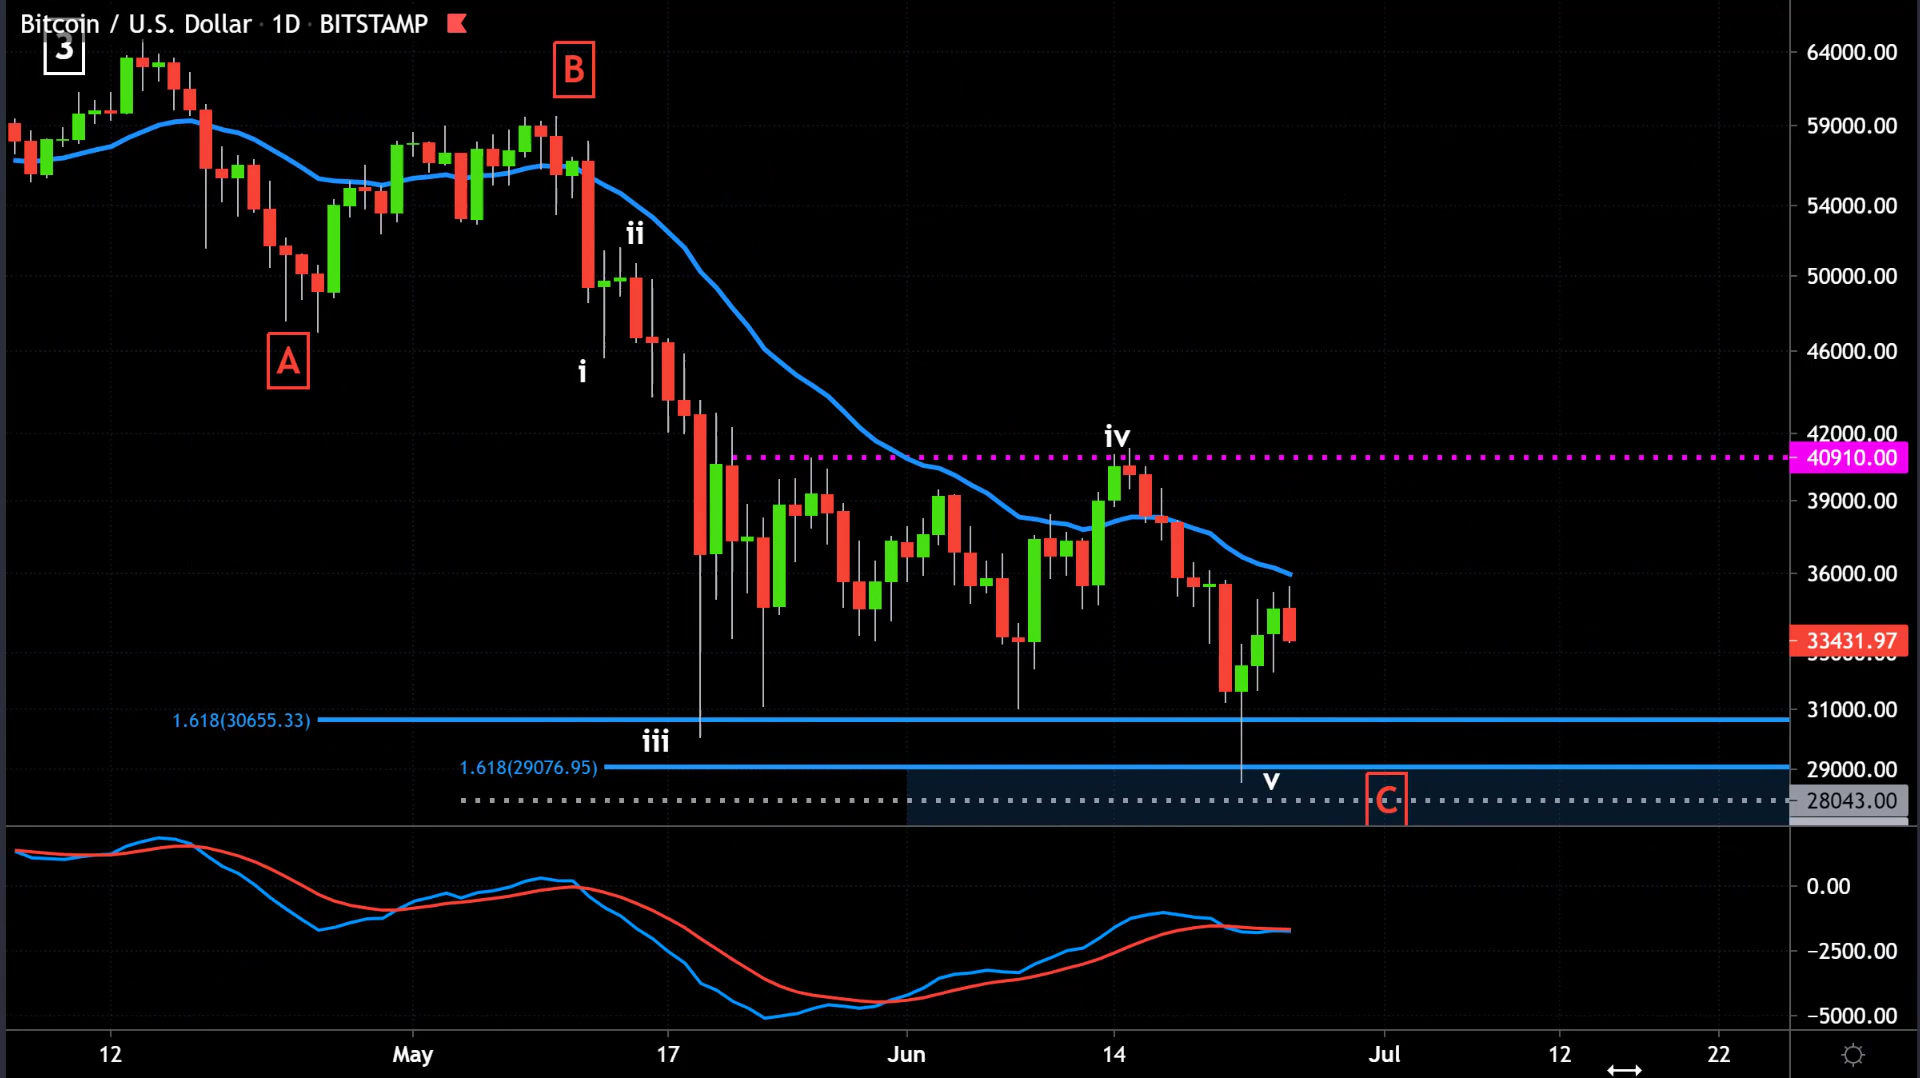 Bitcoin / U.S. Dollar · 1D · BITSTAMP
3
B
A
ii
i
iv
iii
v
C
1.618(30655.33)
1.618(29076.95)
64000.00
59000.00
54000.00
50000.00
46000.00
42000.00
40910.00
39000.00
36000.00
33431.97
33000.00
31000.00
29000.00
28043.00
0.00
−2500.00
−5000.00
12 May 17 Jun 14 Jul 12 22